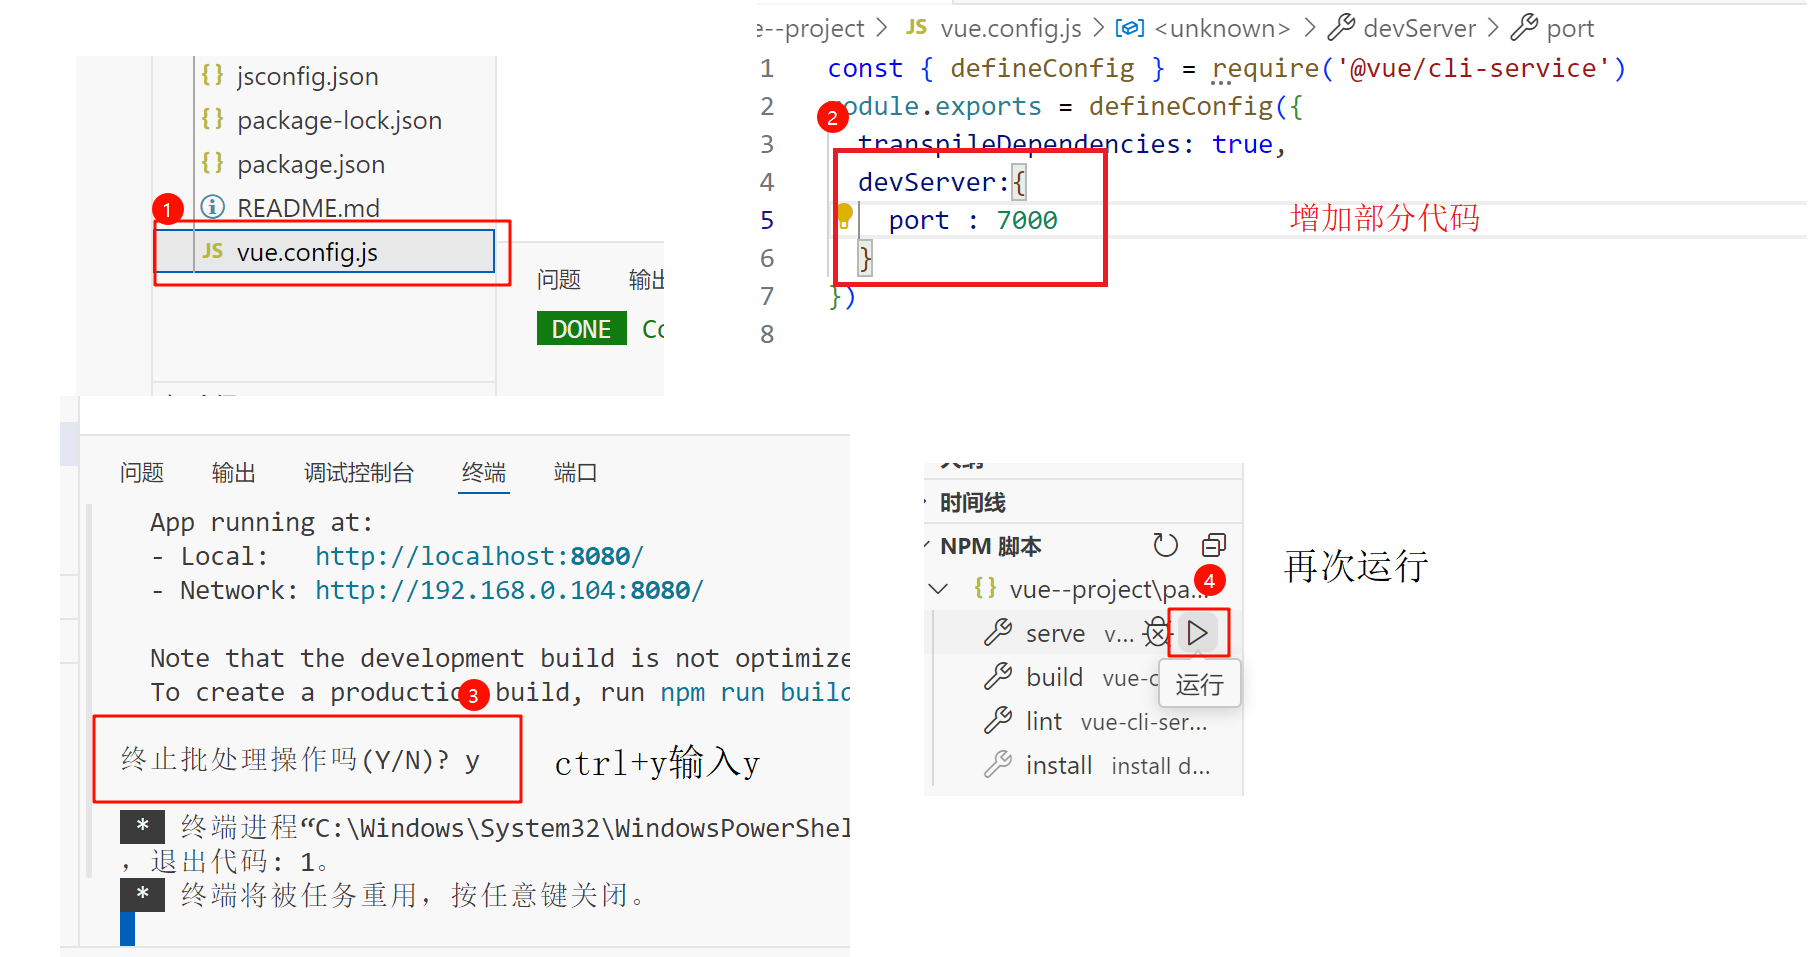 jsconfig.json
package-lock.json
package.json
README.md
1
JS vue.config.js
问题 输出
DONE
e--project > JS vue.config.js > <unknown> > devServer > port
1 const { defineConfig } = require('@vue/cli-service')
2 module.exports = defineConfig({
2
3 transpileDependencies: true,
4 devServer:{
5 port : 7000
增加部分代码
6 }
7 })
8
问题 输出 调试控制台 终端 端口
App running at:
- Local: http://localhost:8080/
- Network: http://192.168.0.104:8080/
Note that the development build is not optimize
To create a production build, run npm run build
3
终止批处理操作吗(Y/N)? y
ctrl+y输入y
* 终端进程“C:\Windows\System32\WindowsPowerShel
，退出代码: 1。
* 终端将被任务重用，按任意键关闭。
大纲
时间线
NPM 脚本
{} vue--project\pa...
4
再次运行
serve v...
运行
build vue-c
lint vue-cli-ser...
install install d...